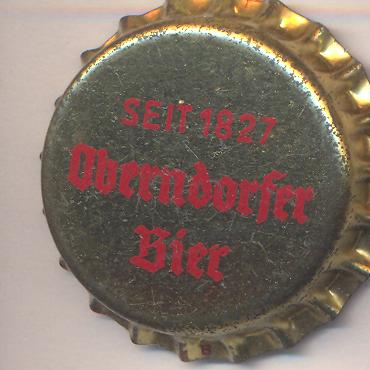 SEIT 1827
Oberndorfer
Bier
B